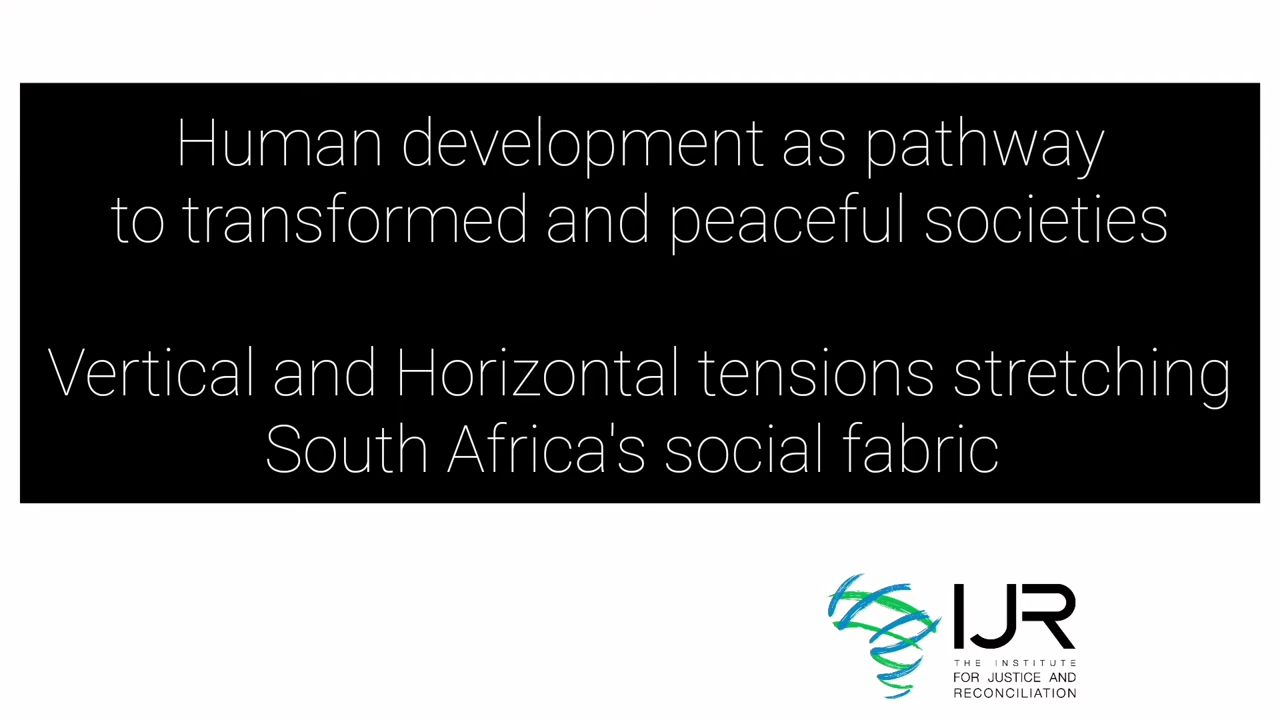 Human development as pathway
to transformed and peaceful societies
Vertical and Horizontal tensions stretching
South Africa's social fabric
IJR
THE INSTITUTE
FOR JUSTICE AND
RECONCILIATION